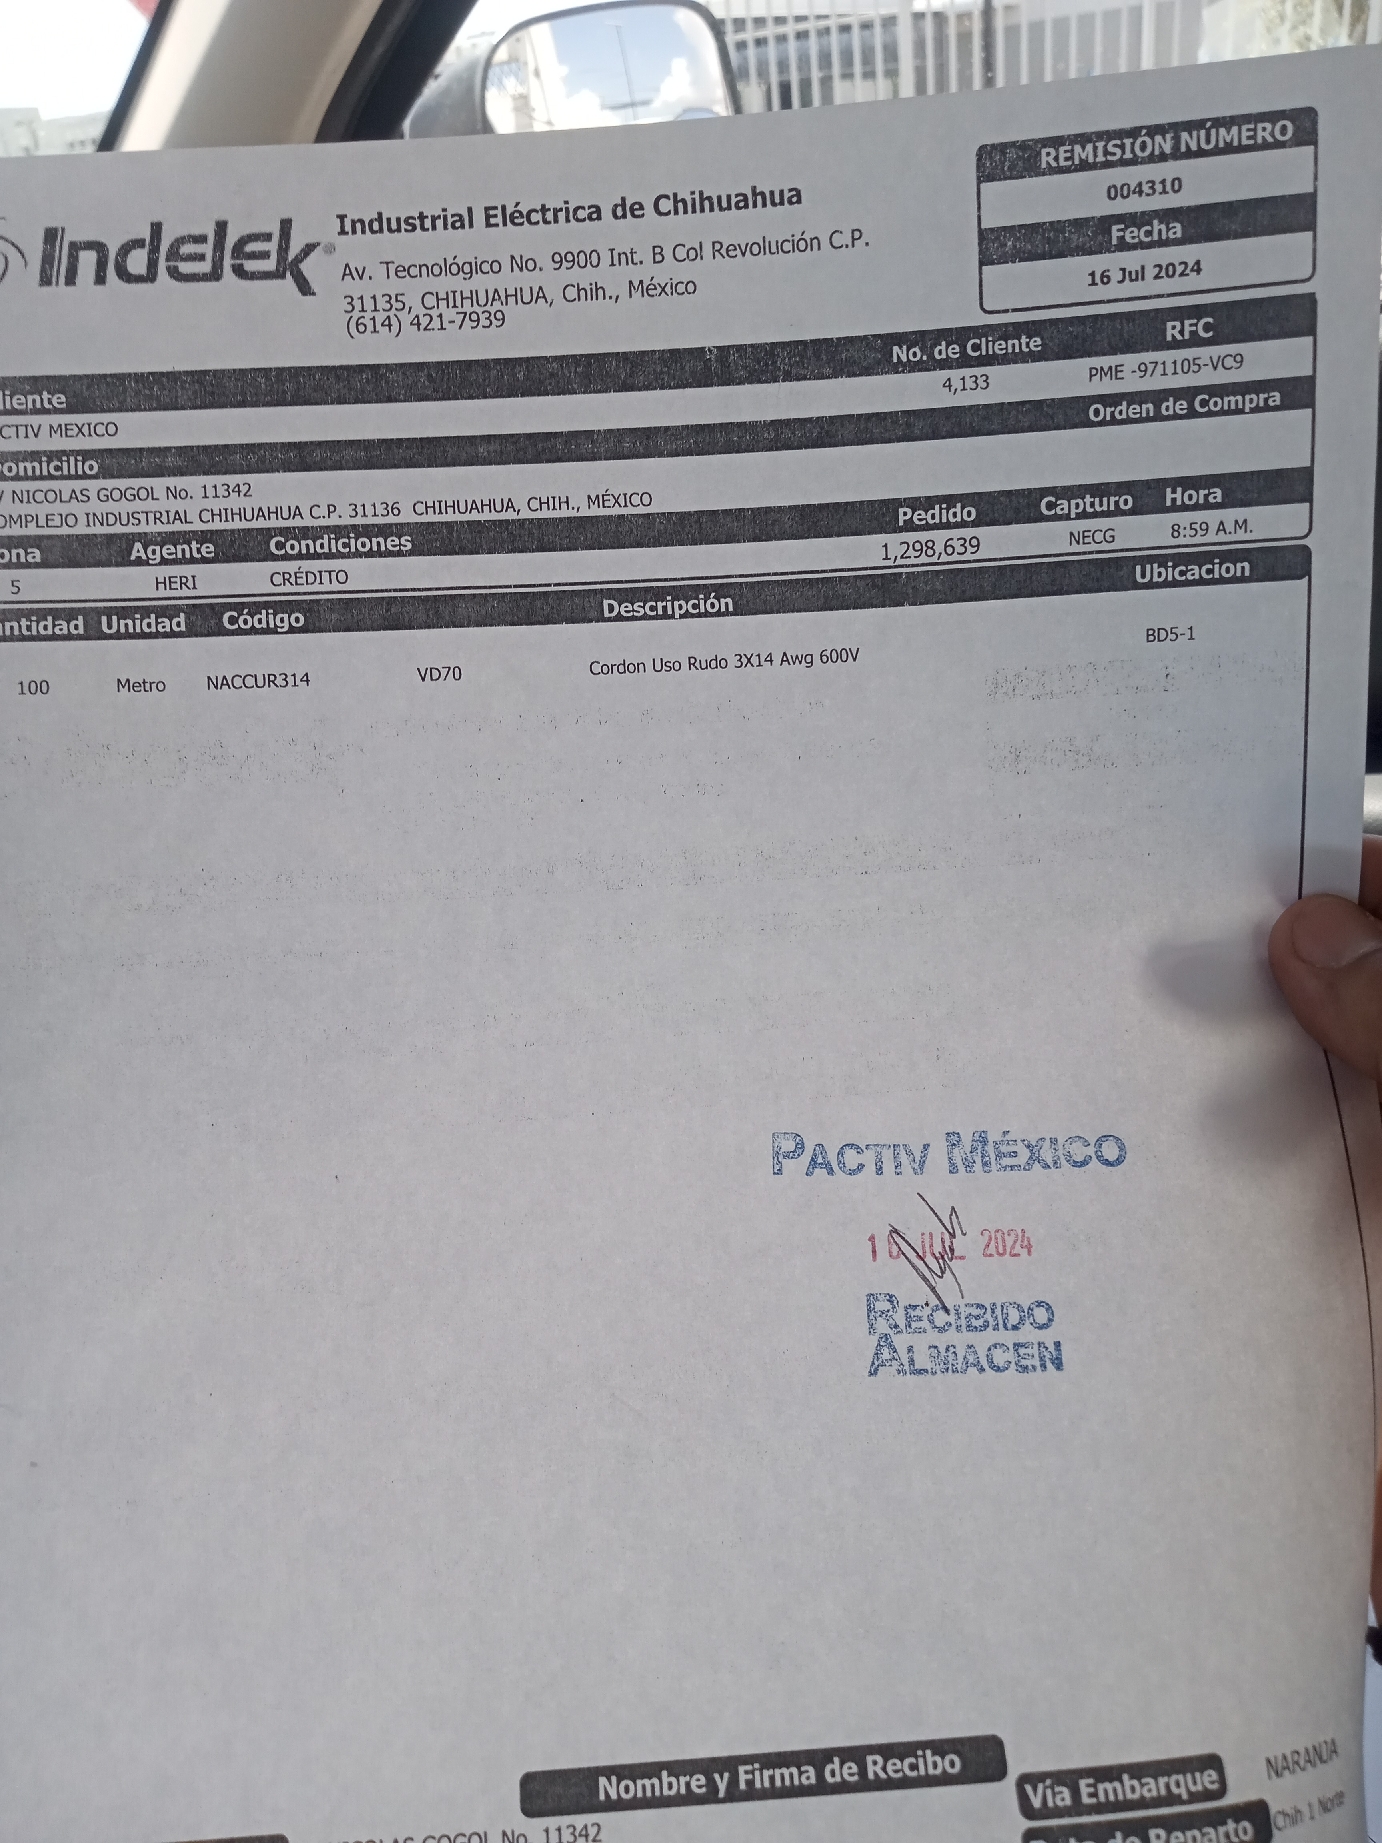 REMISIÓN NÚMERO
004310
Fecha
16 Jul 2024
Indelek®
Industrial Eléctrica de Chihuahua
Av. Tecnológico No. 9900 Int. B Col Revolución C.P.
31135, CHIHUAHUA, Chih., México
(614) 421-7939
liente No. de Cliente RFC
CTIV MEXICO 4,133 PME -971105-VC9
omicilio Orden de Compra
/ NICOLAS GOGOL No. 11342
OMPLEJO INDUSTRIAL CHIHUAHUA C.P. 31136 CHIHUAHUA, CHIH., MÉXICO
ona Agente Condiciones Pedido Capturo Hora
5 HERI CRÉDITO 1,298,639 NECG 8:59 A.M.
ntidad Unidad Código Descripción Ubicacion
100 Metro NACCUR314 VD70 Cordon Uso Rudo 3X14 Awg 600V BD5-1
PACTIV MÉXICO
JUL 2024
RECIBIDO
ALMACEN
Nombre y Firma de Recibo
Vía Embarque NARANJA
GOGOL No. 11342
de Reparto Chih 1 Norte